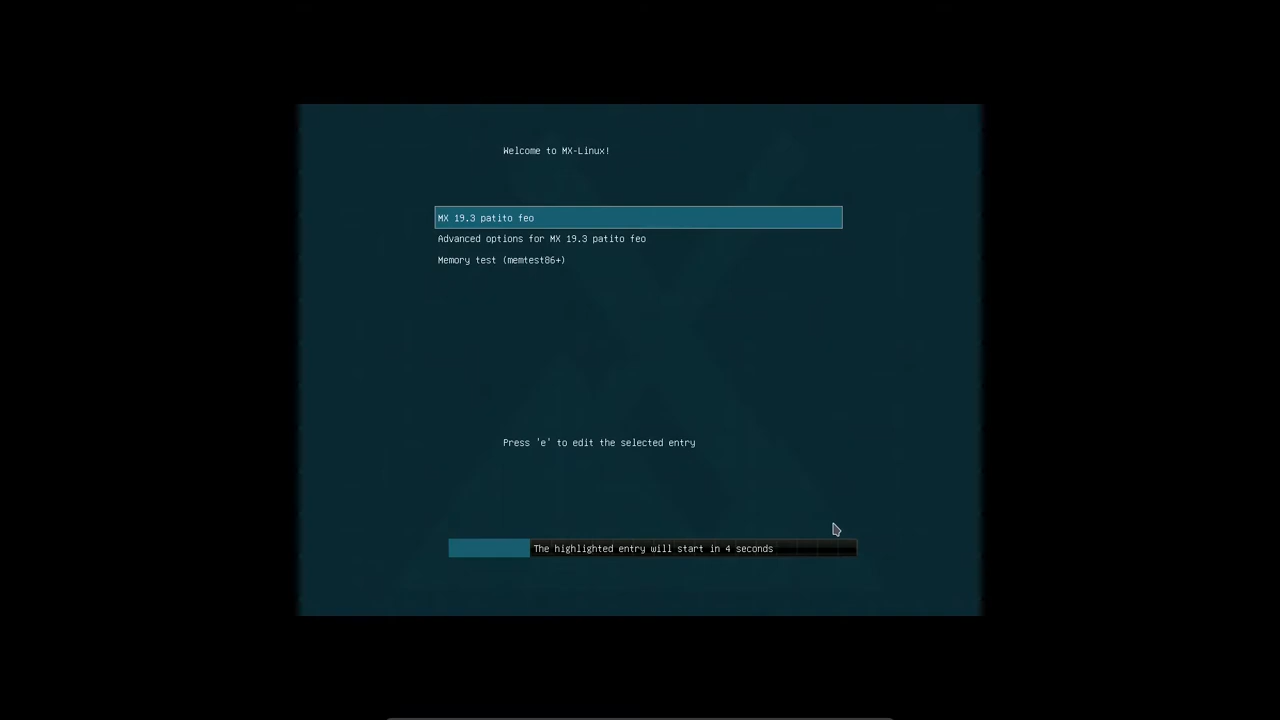 Welcome to MX-Linux!
MX 19.3 patito feo
Advanced options for MX 19.3 patito feo
Memory test (memtest86+)
Press 'e' to edit the selected entry
The highlighted entry will start in 4 seconds